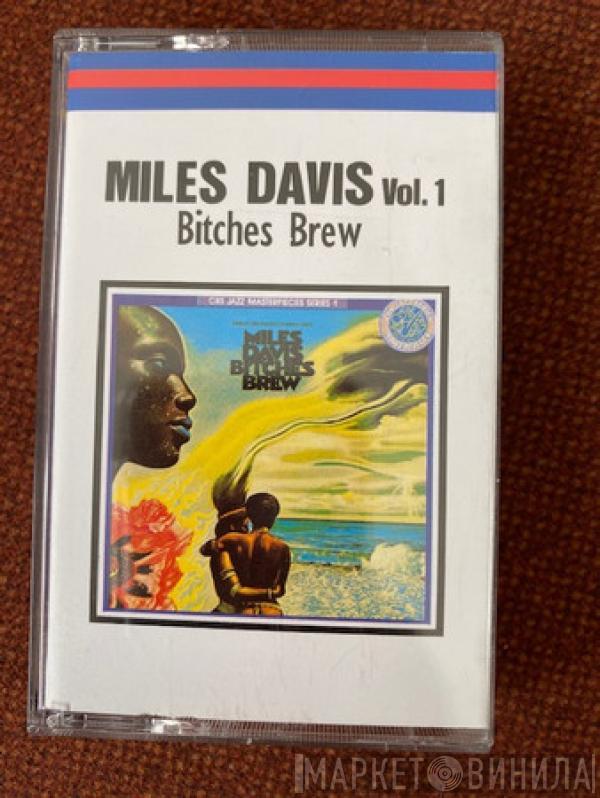 MILES DAVIS Vol. 1
Bitches Brew
CBS JAZZ MASTERPIECES SERIES
MILES
DAVIS
BITCHES
BREW
МАРКЕТ ВИНИЛА